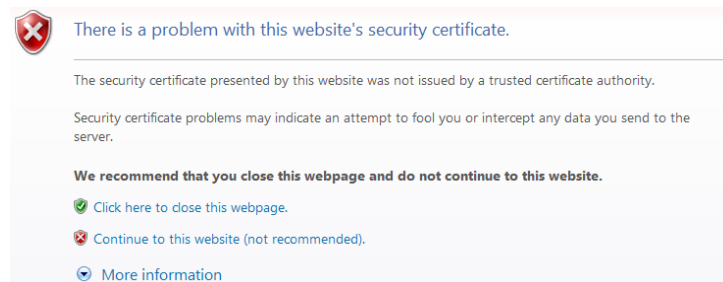 There is a problem with this website's security certificate.
The security certificate presented by this website was not issued by a trusted certificate authority.
Security certificate problems may indicate an attempt to fool you or intercept any data you send to the
server.
We recommend that you close this webpage and do not continue to this website.
Click here to close this webpage.
Continue to this website (not recommended).
More information